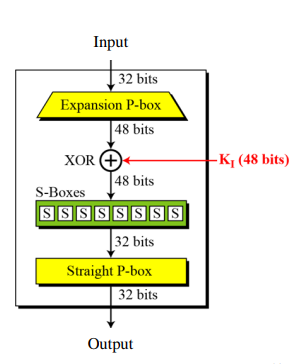 Input
32 bits
Expansion P-box
48 bits
XOR
K_I (48 bits)
48 bits
S-Boxes
S S S S S S S S
32 bits
Straight P-box
32 bits
Output